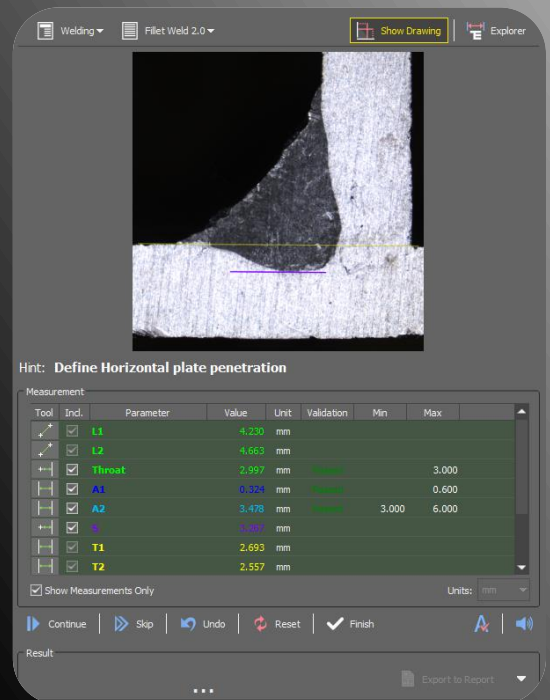 Welding Fillet Weld 2.0 Show Drawing Explorer
Hint: Define Horizontal plate penetration
Measurement
Tool Incl. Parameter Value Unit Validation Min Max
L1 4.230 mm
L2 4.663 mm
Throat 2.997 mm 3.000
A1 0.324 mm 0.600
A2 3.478 mm 3.000 6.000
mm
T1 2.693 mm
T2 2.557 mm
Show Measurements Only Units: mm
Continue Skip Undo Reset Finish
Result
Export to Report
...